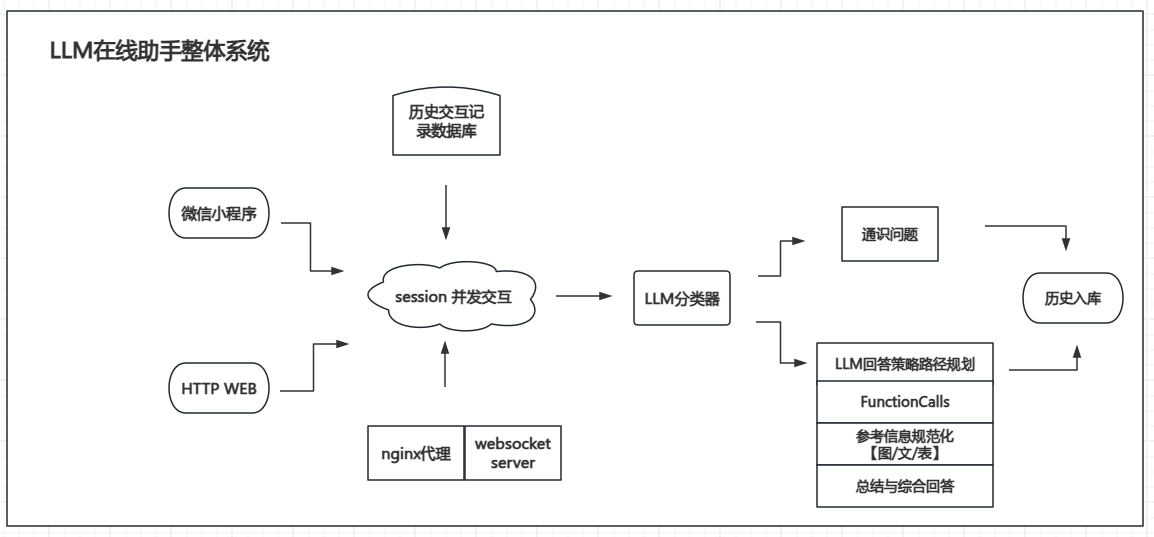 LLM在线助手整体系统
历史交互记
录数据库
微信小程序
通识问题
session 并发交互
LLM分类器
历史入库
HTTP WEB
LLM回答策略路径规划
FunctionCalls
参考信息规范化
【图/文/表】
总结与综合回答
nginx代理
websocket
server